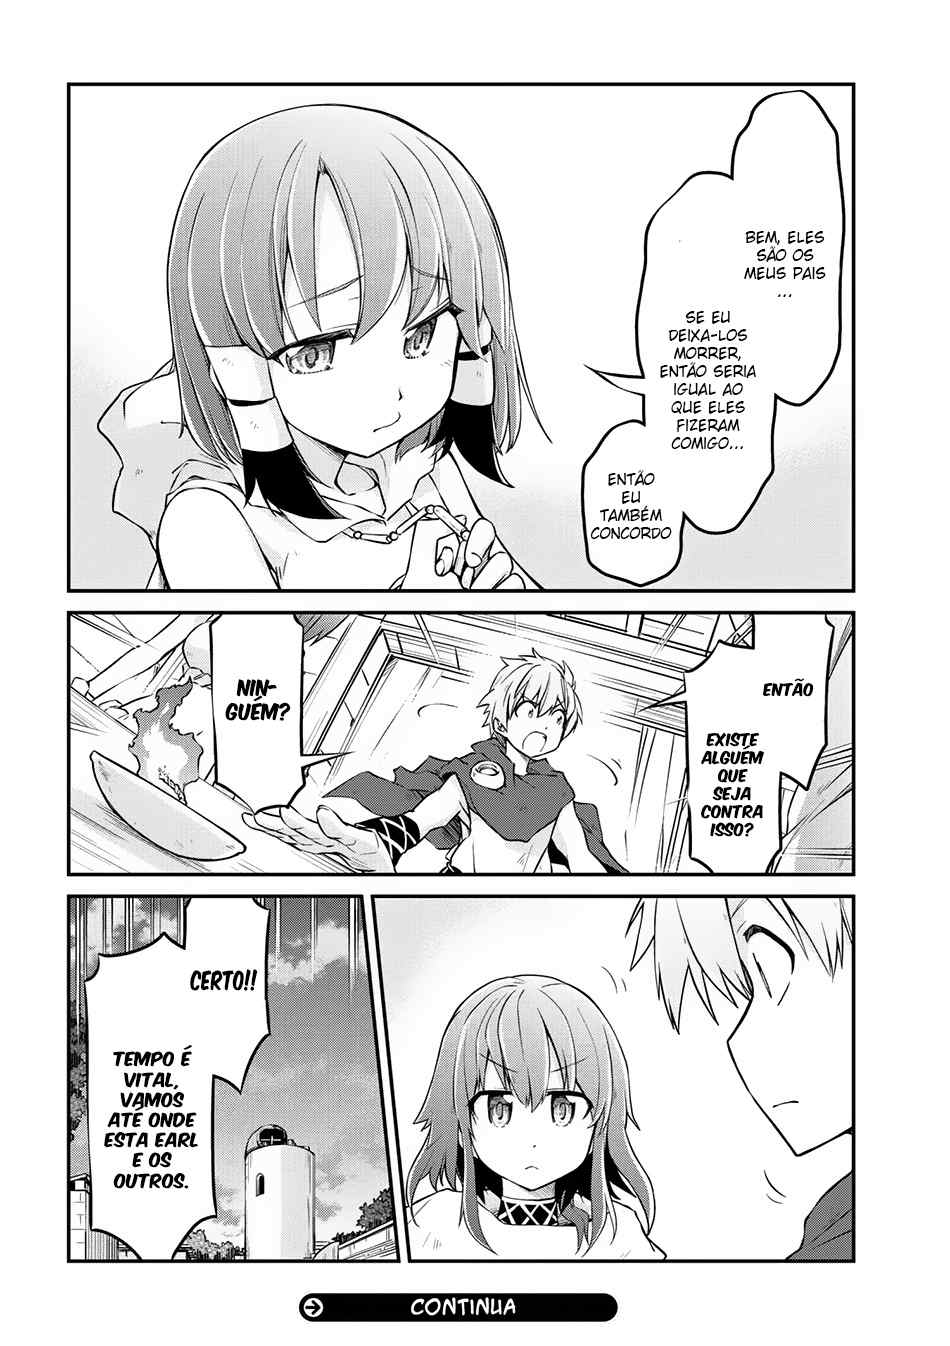 BEM, ELES
SÃO OS
MEUS PAIS
...
SE EU
DEIXA-LOS
MORRER,
ENTÃO SERIA
IGUAL AO
QUE ELES
FIZERAM
COMIGO...
ENTÃO
EU
TAMBÉM
CONCORDO
ENTÃO
EXISTE
ALGUÉM
QUE
SEJA
CONTRA
ISSO?
NIN-
GUÉM?
CERTO!!
TEMPO É
VITAL,
VAMOS
ATÉ ONDE
ESTA EARL
E OS
OUTROS.
CONTINUA